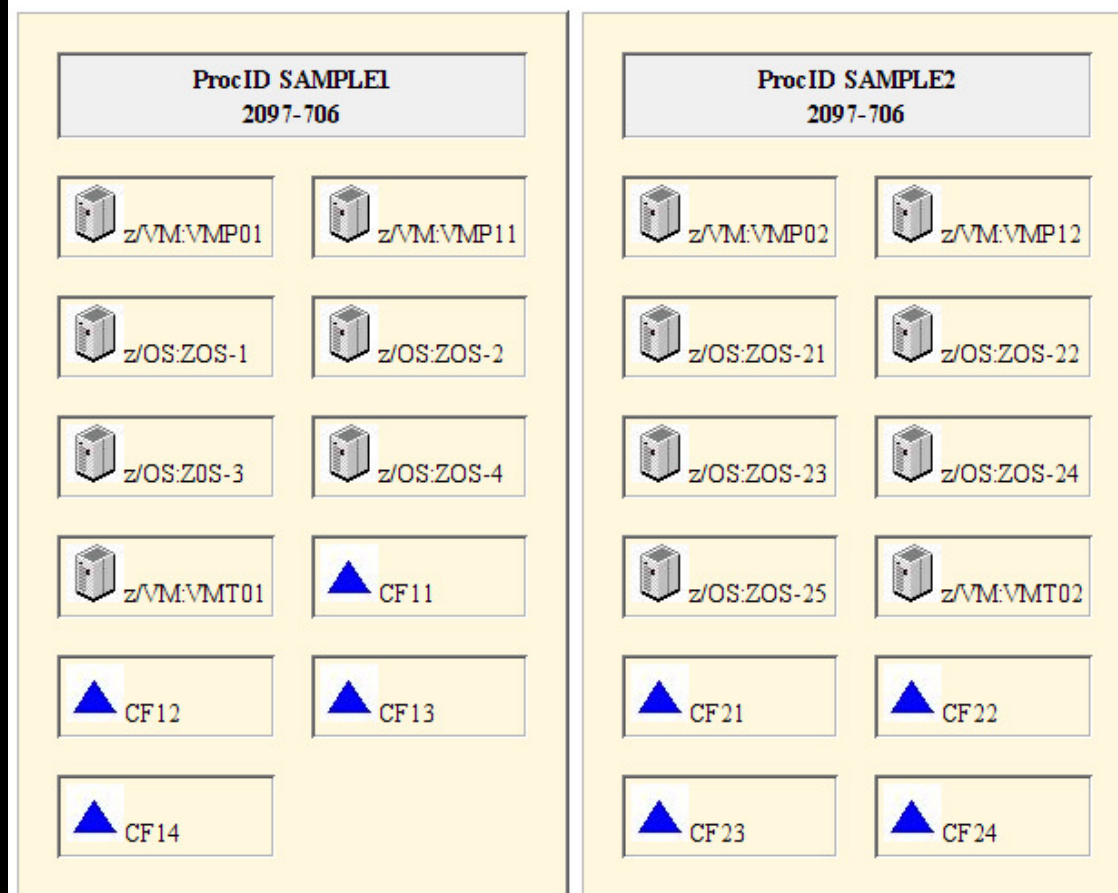 ProcID SAMPLE1
2097-706
z/VM:VMP01
z/VM:VMP11
z/OS:ZOS-1
z/OS:ZOS-2
z/OS:Z0S-3
z/OS:ZOS-4
z/VM:VMT01
CF11
CF12
CF13
CF14
ProcID SAMPLE2
2097-706
z/VM:VMP02
z/VM:VMP12
z/OS:ZOS-21
z/OS:ZOS-22
z/OS:ZOS-23
z/OS:ZOS-24
z/OS:ZOS-25
z/VM:VMT02
CF21
CF22
CF23
CF24